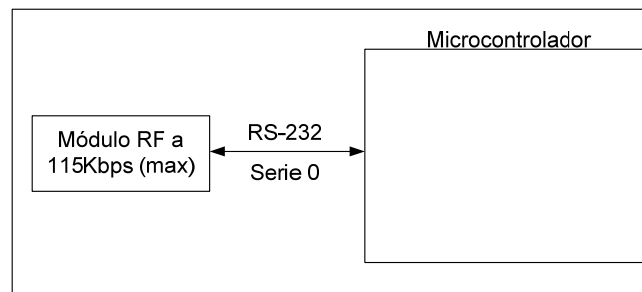 Microcontrolador
Módulo RF a
115Kbps (max)
RS-232
Serie 0